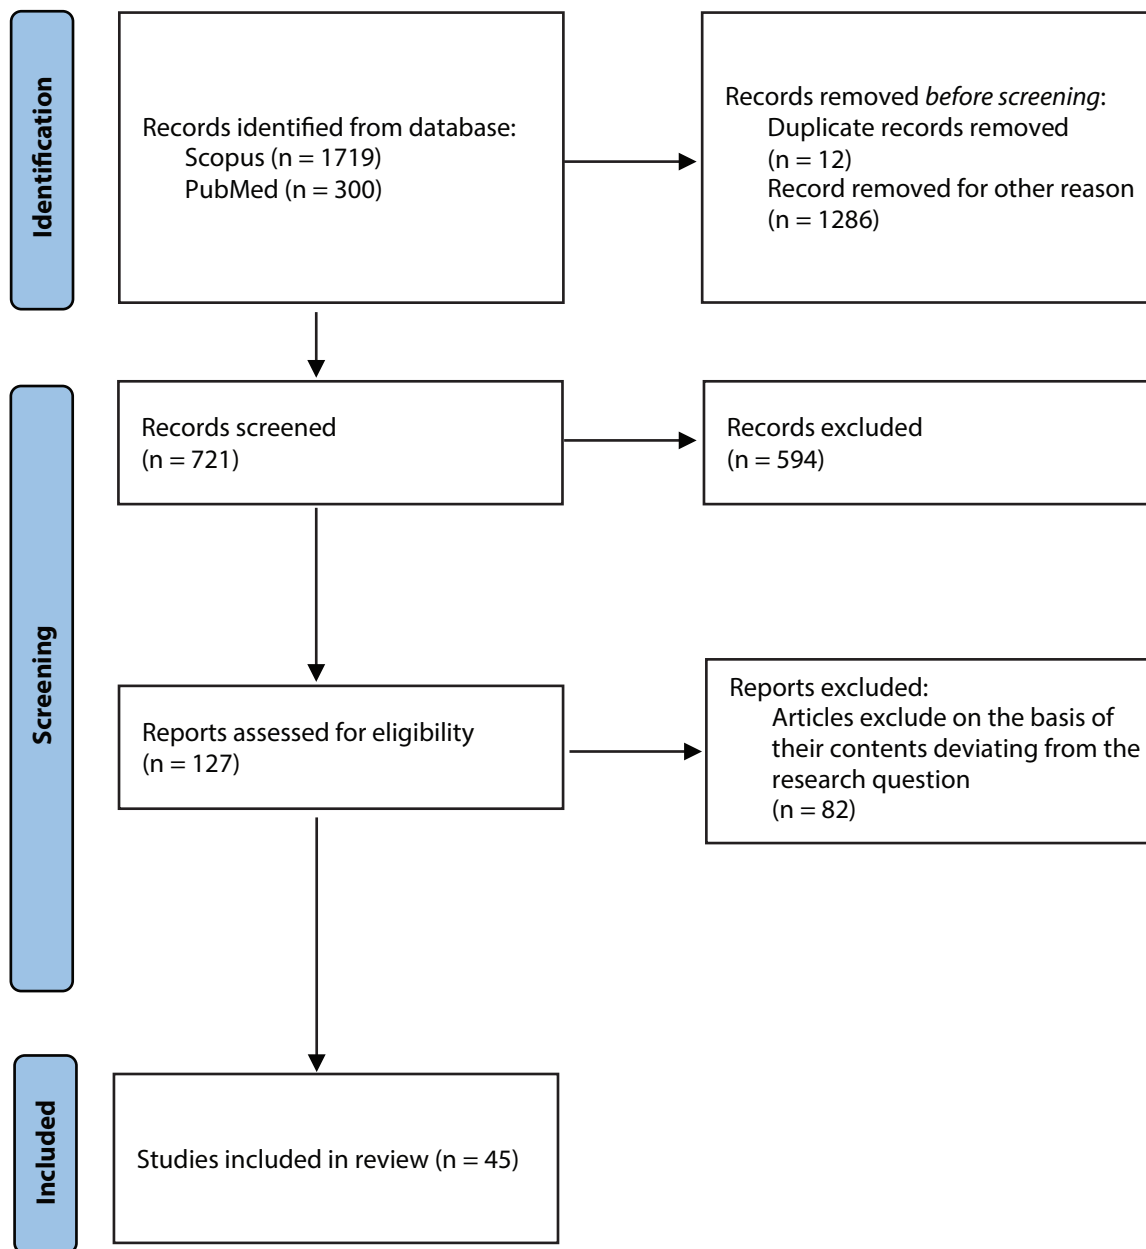 Identification
Records identified from database:
Scopus (n = 1719)
PubMed (n = 300)
Records removed before screening:
Duplicate records removed
(n = 12)
Record removed for other reason
(n = 1286)
Screening
Records screened
(n = 721)
Records excluded
(n = 594)
Reports assessed for eligibility
(n = 127)
Reports excluded:
Articles exclude on the basis of
their contents deviating from the
research question
(n = 82)
Included
Studies included in review (n = 45)